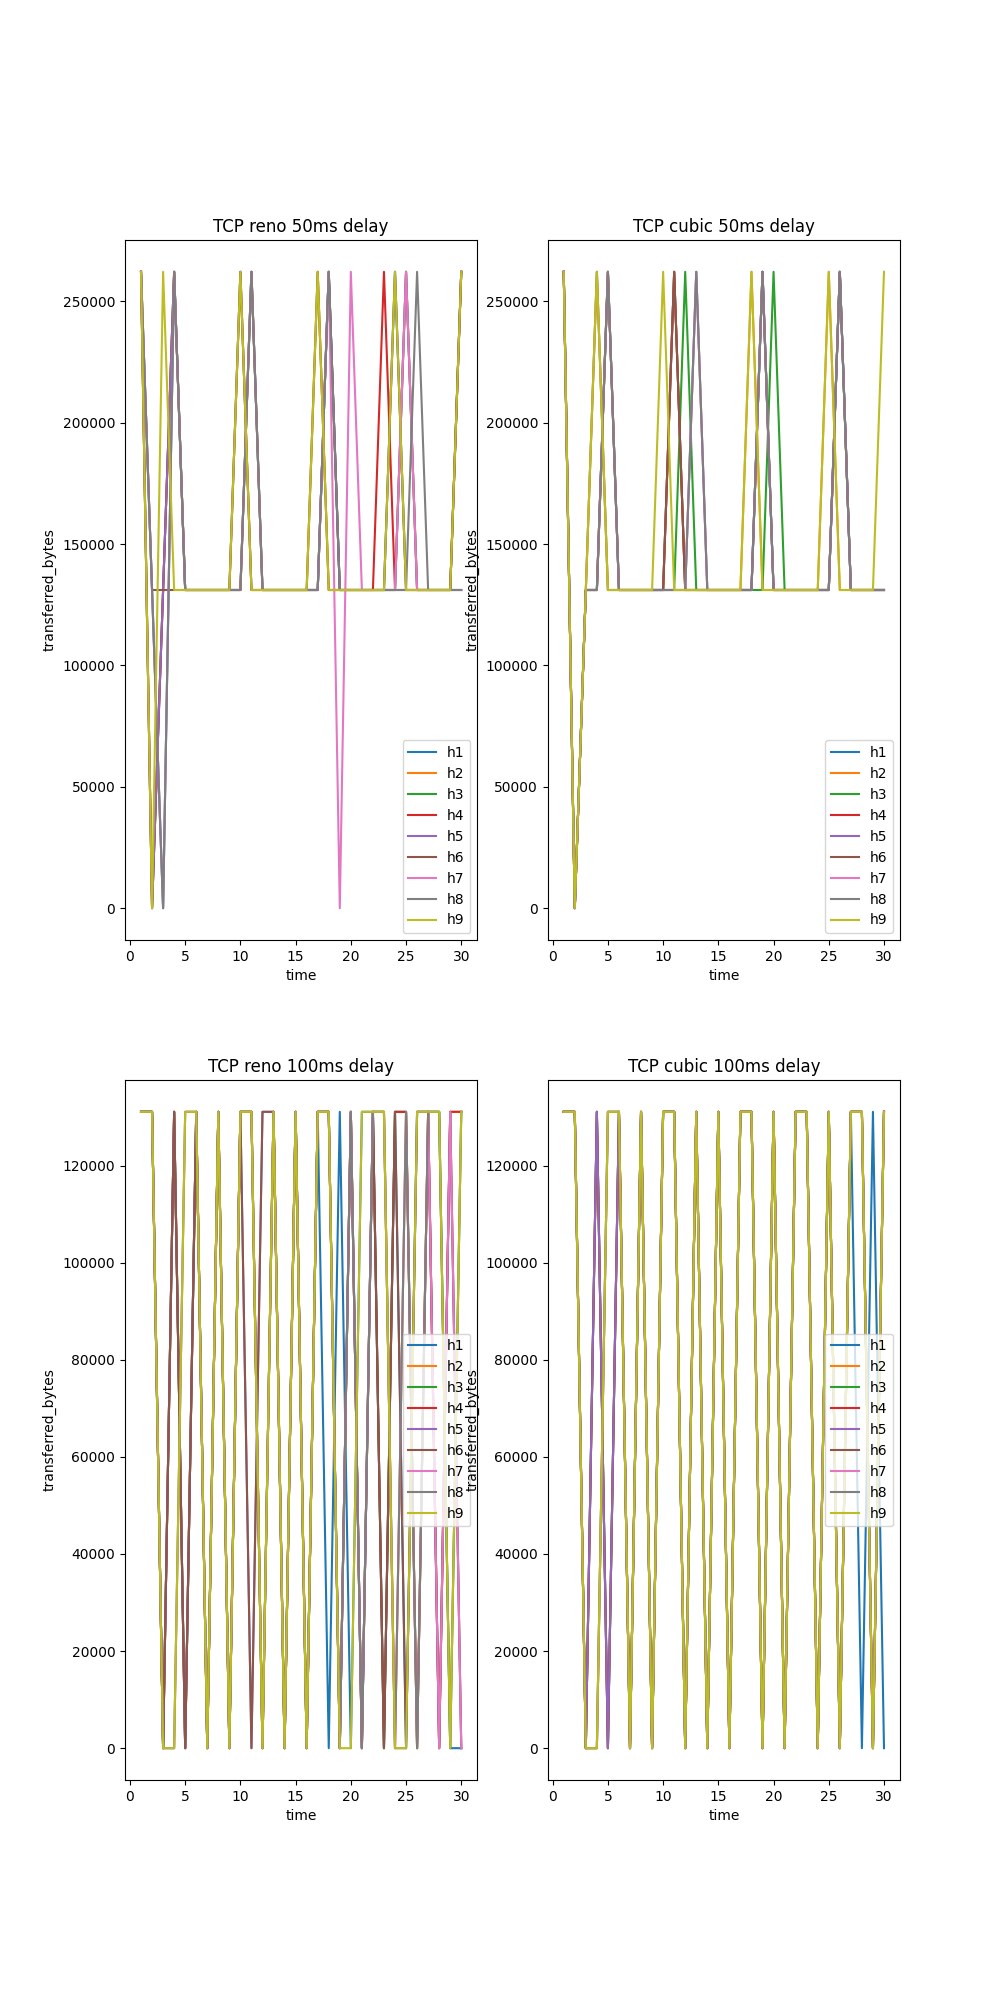 TCP reno 50ms delay
transferred_bytes
250000
200000
150000
100000
50000
0
0 5 10 15 20 25 30
time
h1
h2
h3
h4
h5
h6
h7
h8
h9
TCP cubic 50ms delay
transferred_bytes
250000
200000
150000
100000
50000
0
0 5 10 15 20 25 30
time
h1
h2
h3
h4
h5
h6
h7
h8
h9
TCP reno 100ms delay
transferred_bytes
120000
100000
80000
60000
40000
20000
0
0 5 10 15 20 25 30
time
h1
h2
h3
h4
h5
h6
h7
h8
h9
TCP cubic 100ms delay
transferred_bytes
120000
100000
80000
60000
40000
20000
0
0 5 10 15 20 25 30
time
h1
h2
h3
h4
h5
h6
h7
h8
h9